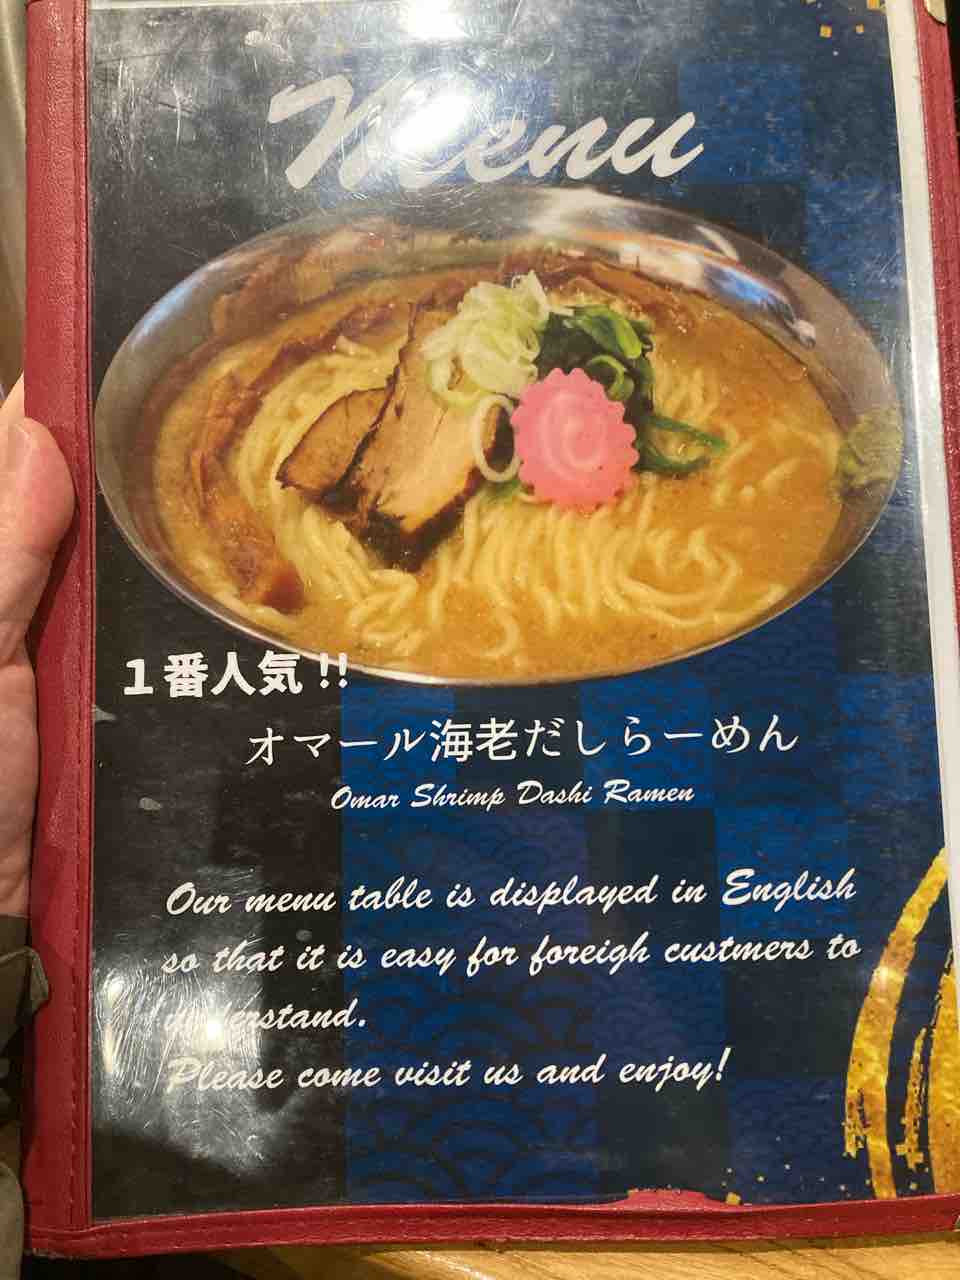 Menu
１番人気!!
オマール海老だしらーめん
Omar Shrimp Dashi Ramen
Our menu table is displayed in English
so that it is easy for foreigh custmers to
understand.
Please come visit us and enjoy!